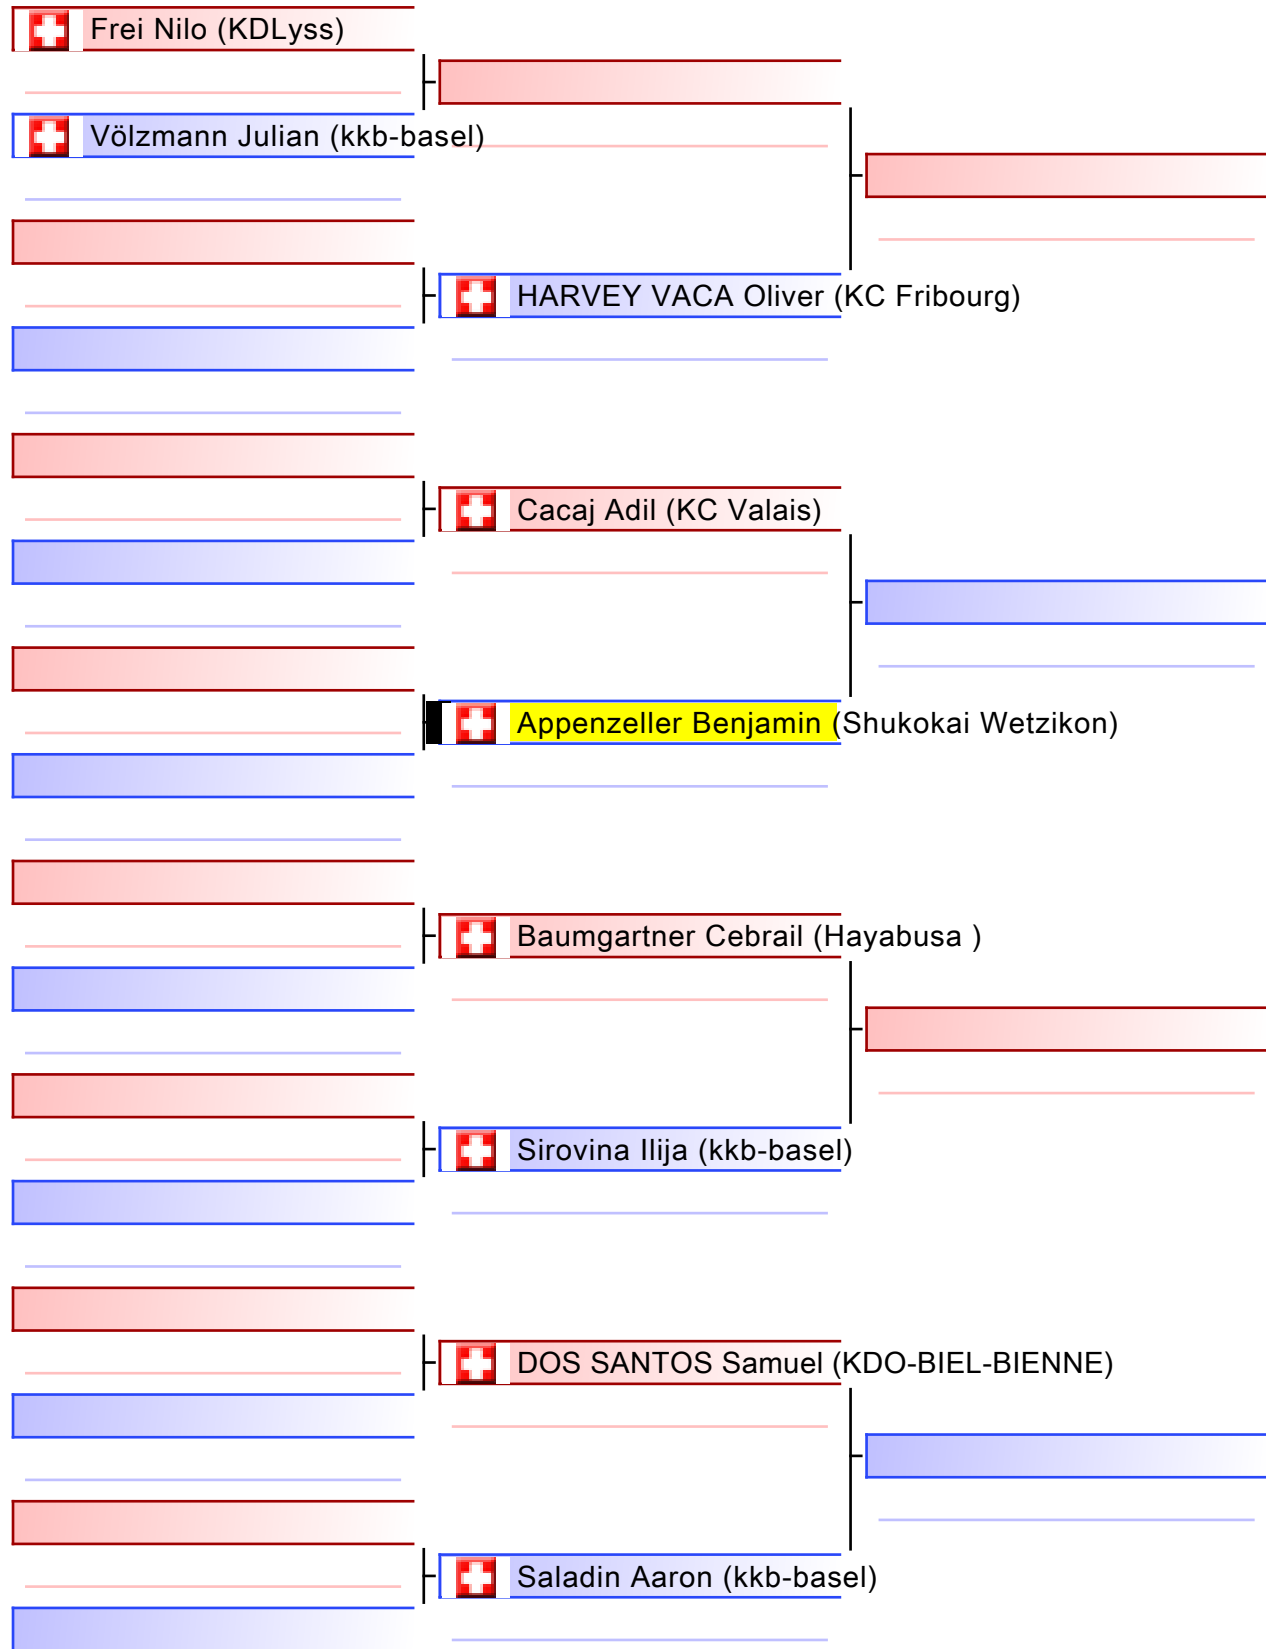 Frei Nilo (KDLyss)
Völzmann Julian (kkb-basel)
HARVEY VACA Oliver (KC Fribourg)
Cacaj Adil (KC Valais)
Appenzeller Benjamin (Shukokai Wetzikon)
Baumgartner Cebrail (Hayabusa )
Sirovina Ilija (kkb-basel)
DOS SANTOS Samuel (KDO-BIEL-BIENNE)
Saladin Aaron (kkb-basel)